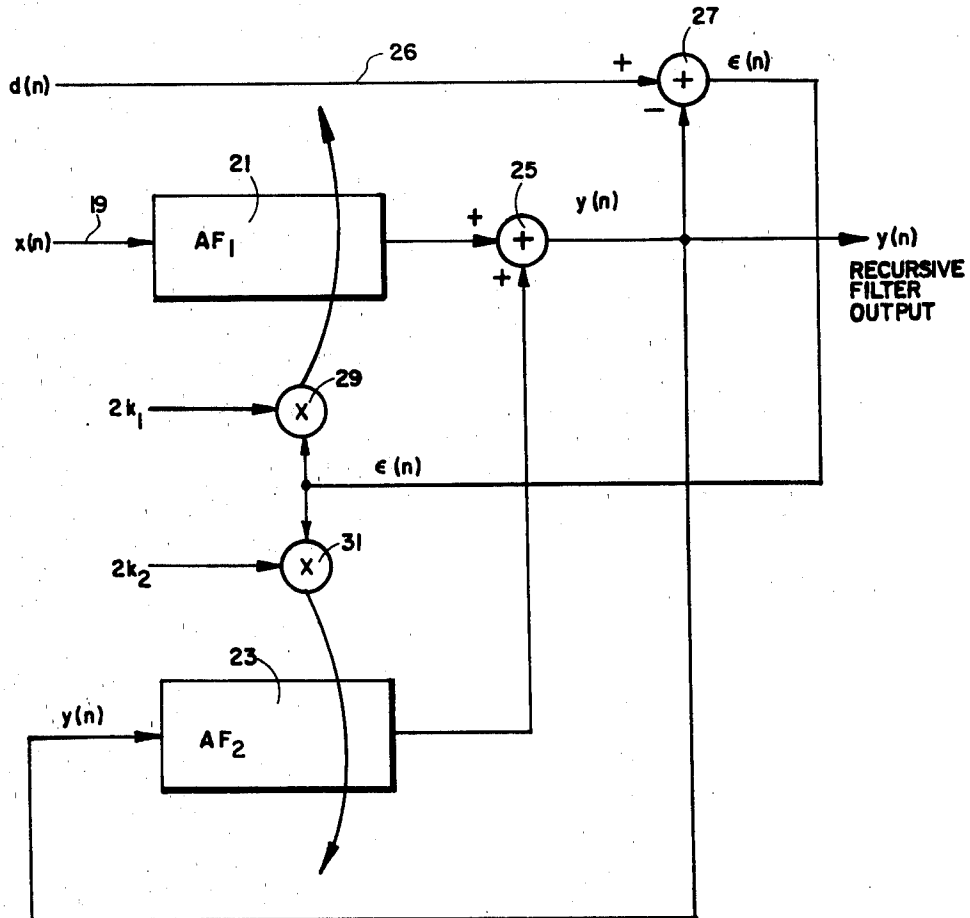 27
26
+
ϵ(n)
d(n)
+
−
21
25
19
y(n)
+
x(n)
AF₁
+
y(n)
+
RECURSIVE
FILTER
OUTPUT
29
2k₁
X
ϵ(n)
31
2k₂
X
23
y(n)
AF₂